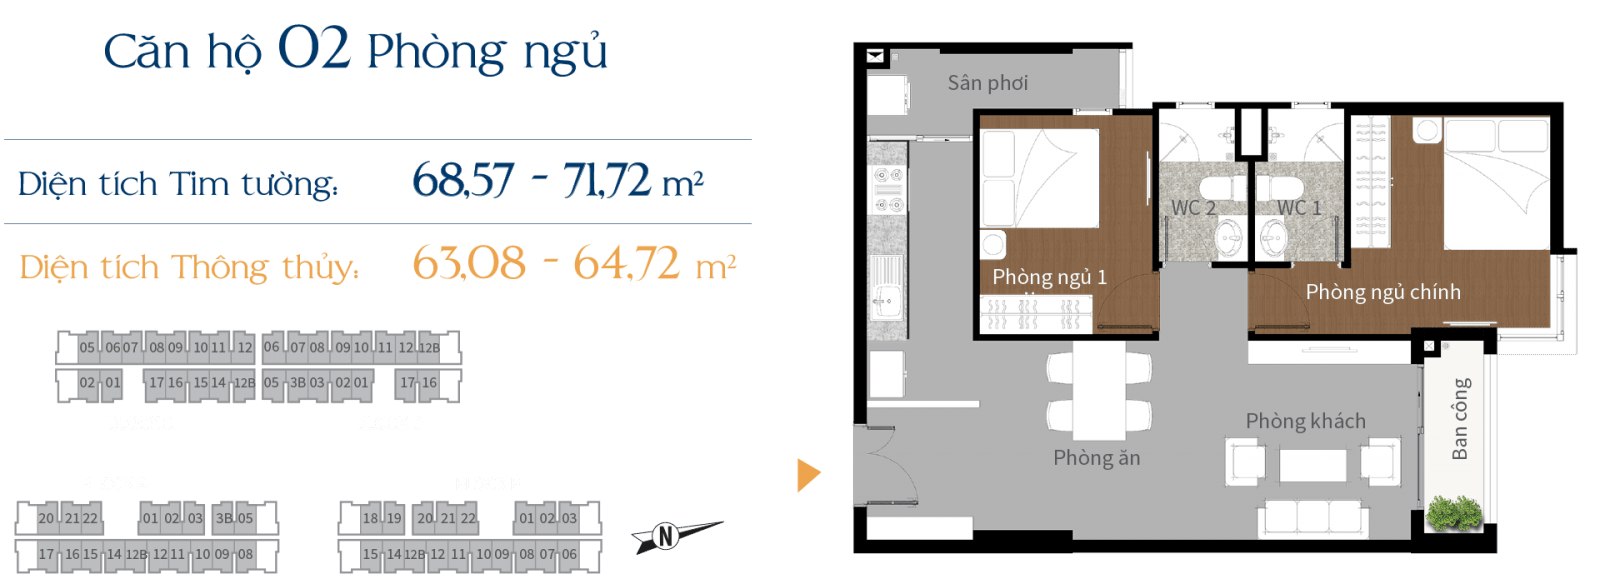 Căn hộ 02 Phòng ngủ
Diện tích Tim tường: 68,57 - 71,72 m²
Diện tích Thông thủy: 63,08 - 64,72 m²
05 06 07 08 09 10 11 12 06 07 08 09 10 11 12 12B
02 01 17 16 15 14 12B 05 3B 03 02 01 17 16
20 21 22 01 02 03 3B 05 18 19 20 21 22 01 02 03
17 16 15 14 12B 12 11 10 09 08 15 14 12B 12 11 10 09 08 07 06
N
Sân phơi
WC 2
WC 1
Phòng ngủ 1
Phòng ngủ chính
Phòng khách
Ban công
Phòng ăn